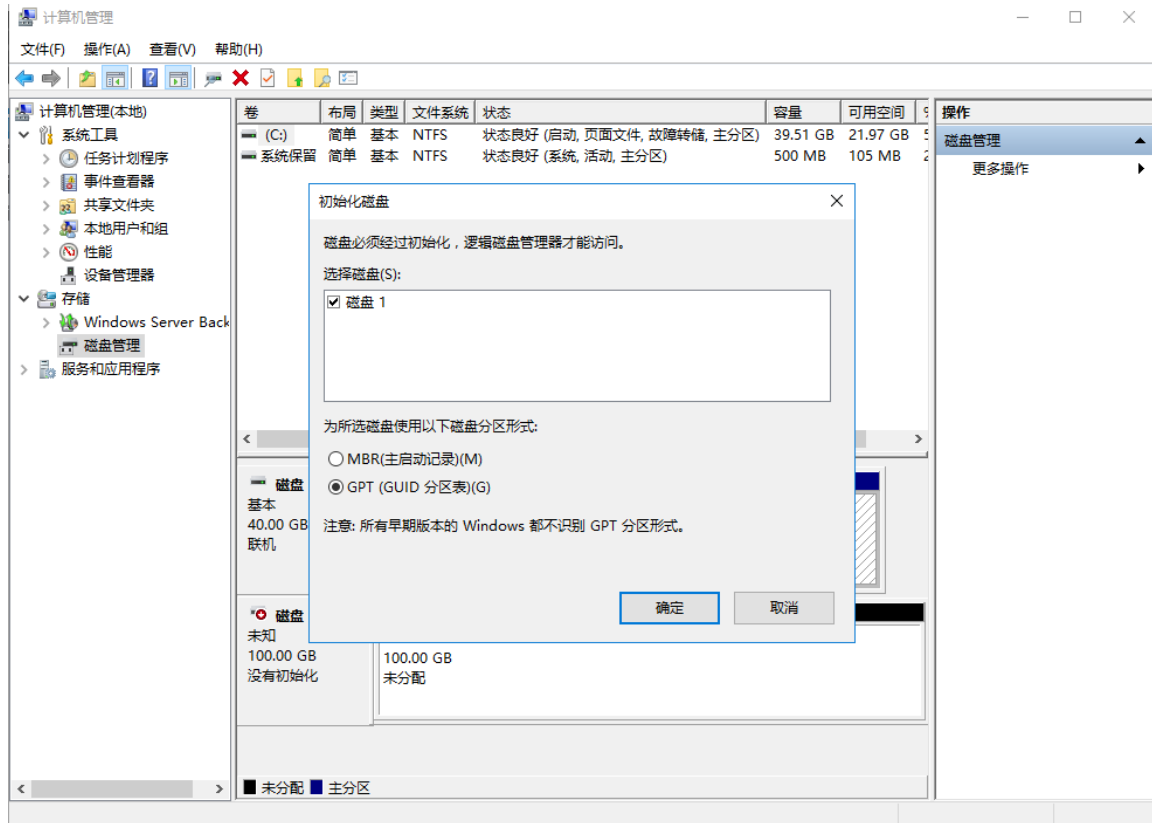 计算机管理
文件(F) 操作(A) 查看(V) 帮助(H)
计算机管理(本地)
系统工具
任务计划程序
事件查看器
共享文件夹
本地用户和组
性能
设备管理器
存储
Windows Server Back
磁盘管理
服务和应用程序
卷 布局 类型 文件系统 状态 容量 可用空间
(C:) 简单 基本 NTFS 状态良好 (启动, 页面文件, 故障转储, 主分区) 39.51 GB 21.97 GB
系统保留 简单 基本 NTFS 状态良好 (系统, 活动, 主分区) 500 MB 105 MB
初始化磁盘
磁盘必须经过初始化，逻辑磁盘管理器才能访问。
选择磁盘(S):
磁盘 1
为所选磁盘使用以下磁盘分区形式:
MBR(主启动记录)(M)
GPT (GUID 分区表)(G)
注意: 所有早期版本的 Windows 都不识别 GPT 分区形式。
确定 取消
磁盘
基本
40.00 GB
联机
磁盘
未知
100.00 GB
没有初始化
100.00 GB
未分配
未分配 主分区
操作
磁盘管理
更多操作